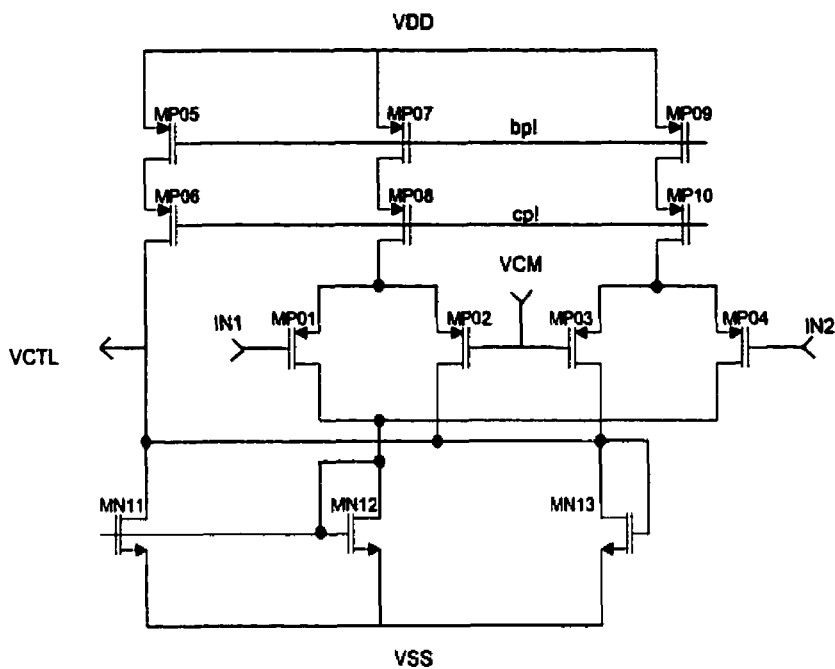 VDD
MP05 MP07 MP09
bpl
MP06 MP08 MP10
cpl
VCM
IN1 MP01 MP02 MP03 MP04 IN2
VCTL
MN11 MN12 MN13
VSS